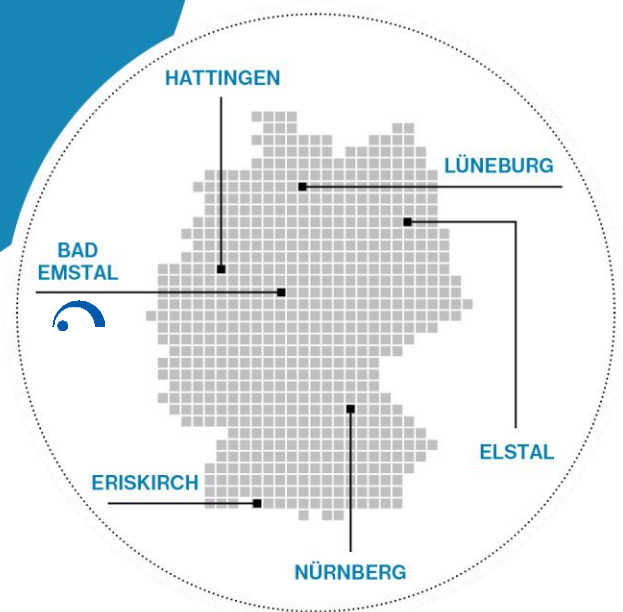 HATTINGEN
LÜNEBURG
BAD
EMSTAL
ELSTAL
ERISKIRCH
NÜRNBERG